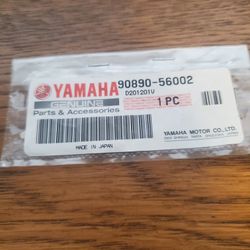 YAMAHA 90890-56002
D201201U
GENUINE
Parts & Accessories
1 PC
YAMAHA MOTOR CO., LTD.
MADE IN JAPAN